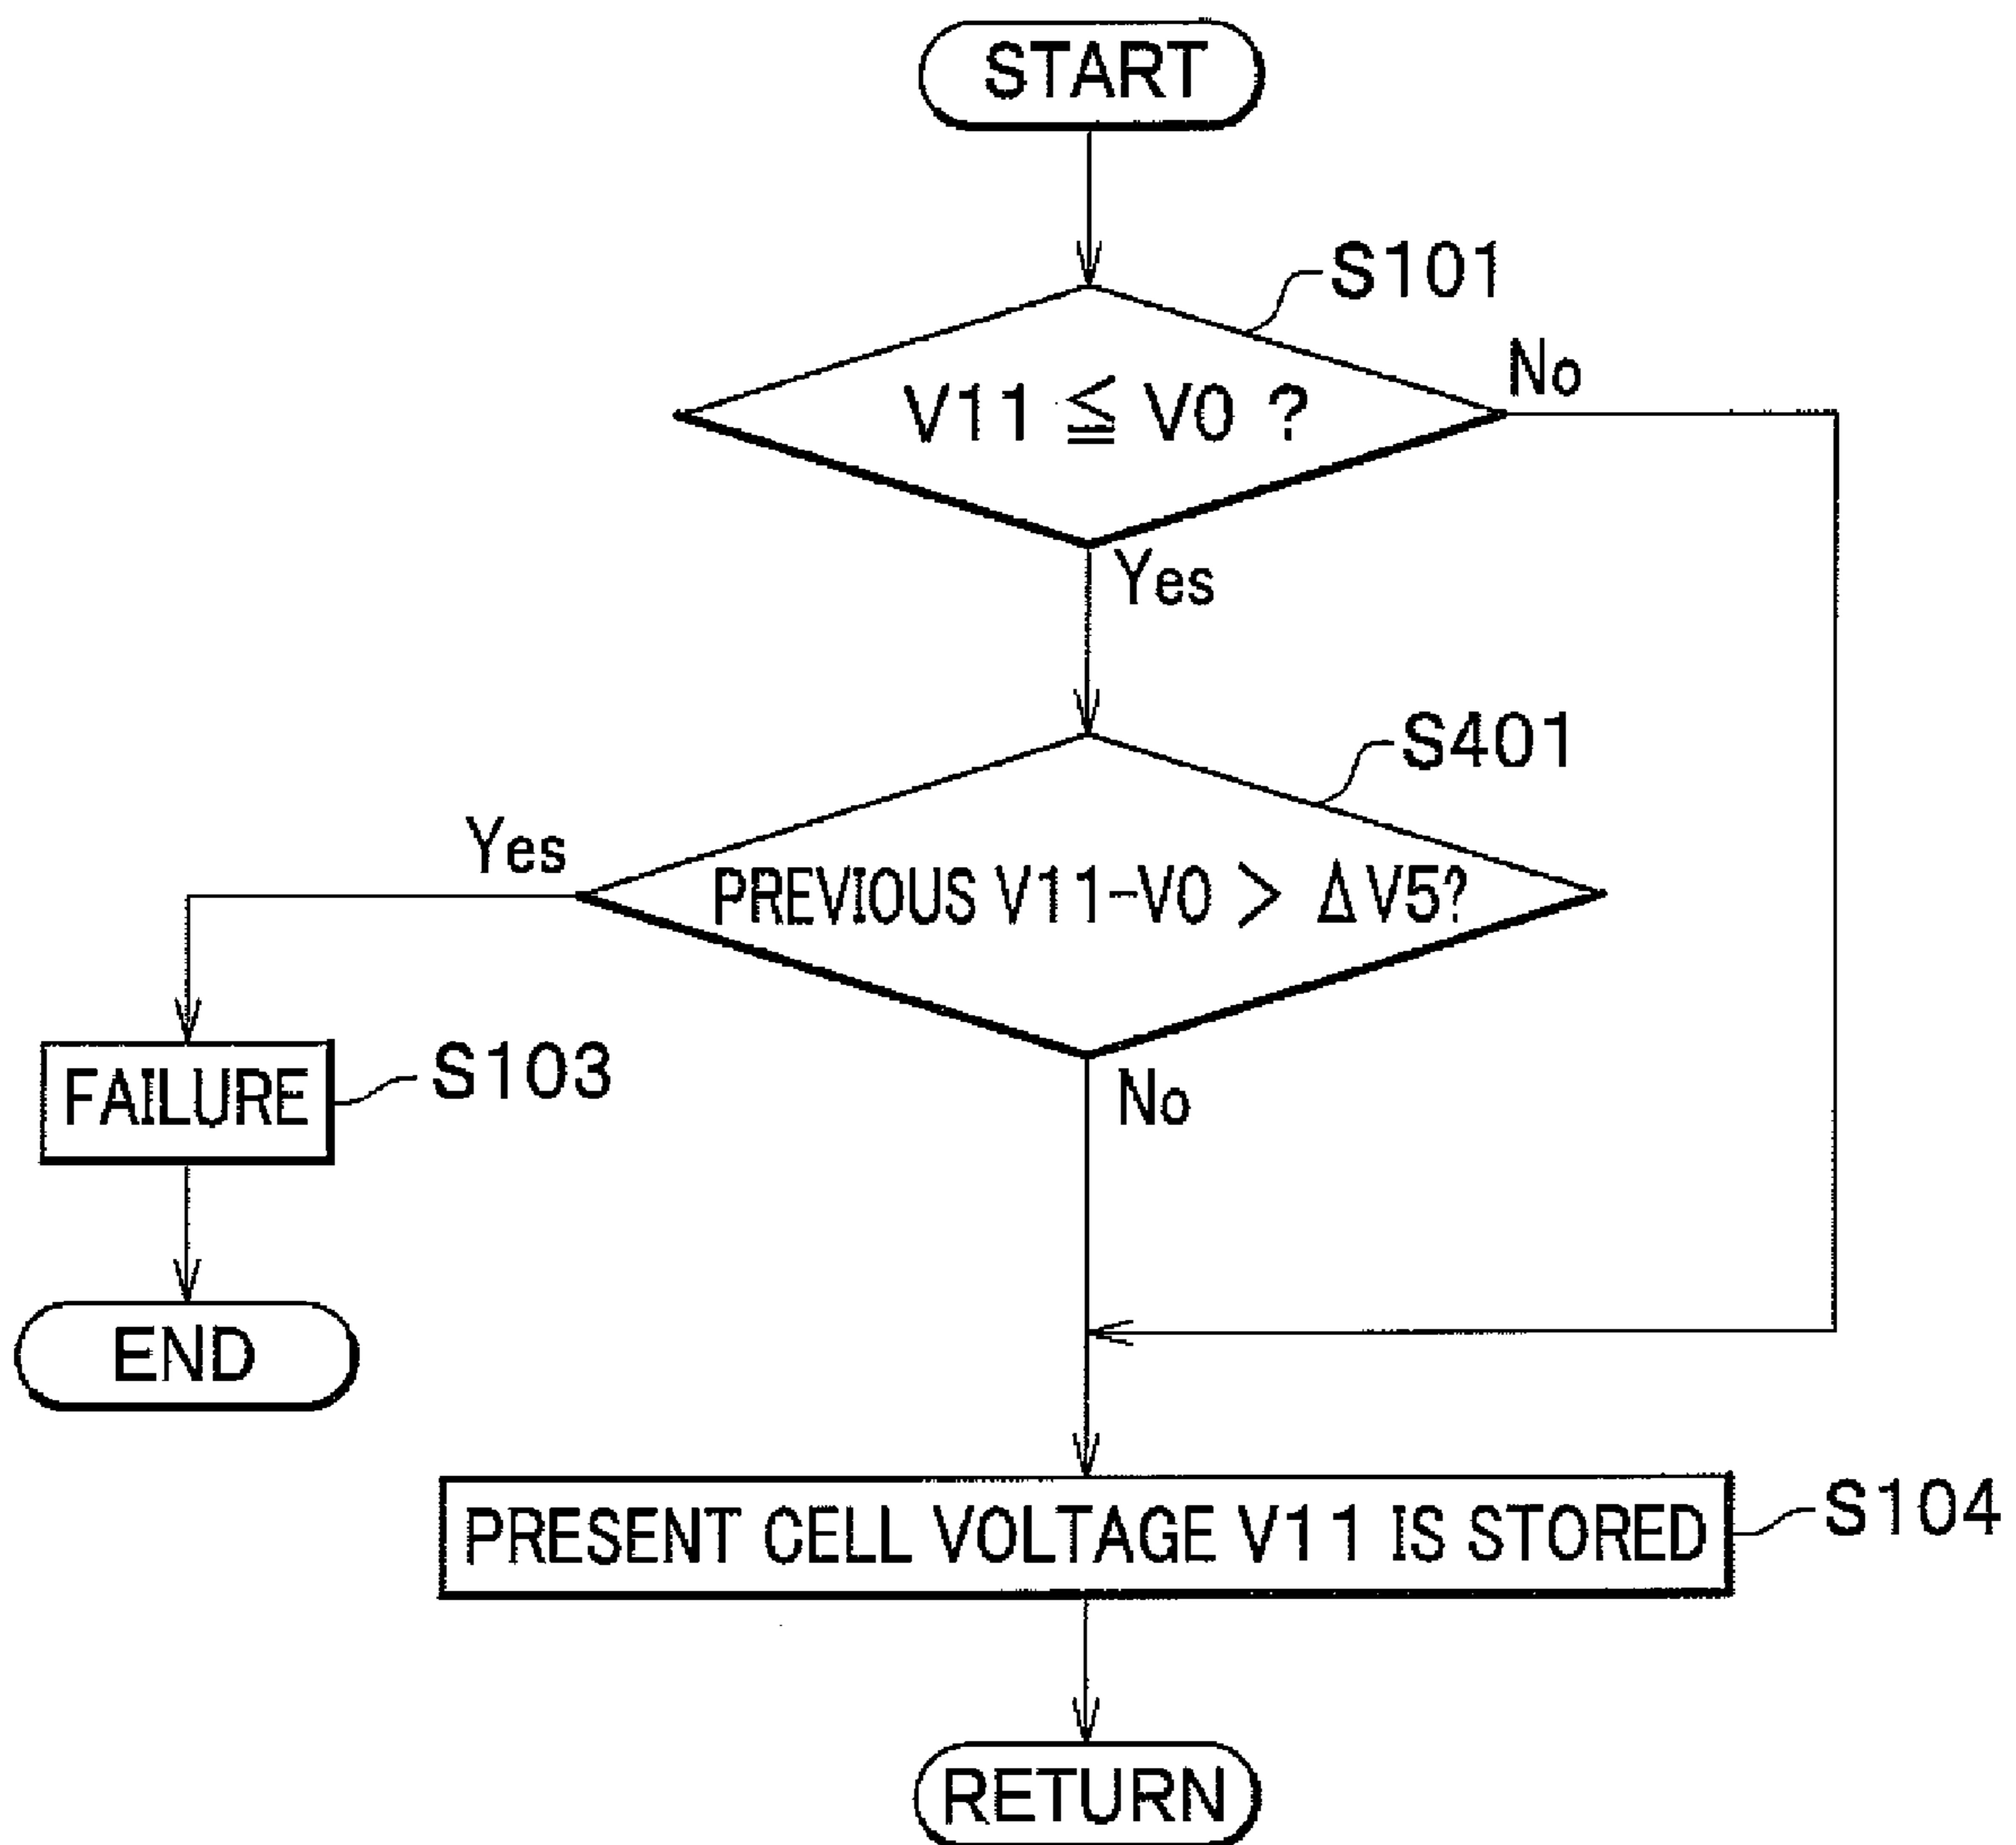 START
S101
V11 ≦ V0 ?
No
Yes
S401
Yes
PREVIOUS V11-V0 > ΔV5?
FAILURE
S103
No
END
PRESENT CELL VOLTAGE V11 IS STORED
S104
RETURN